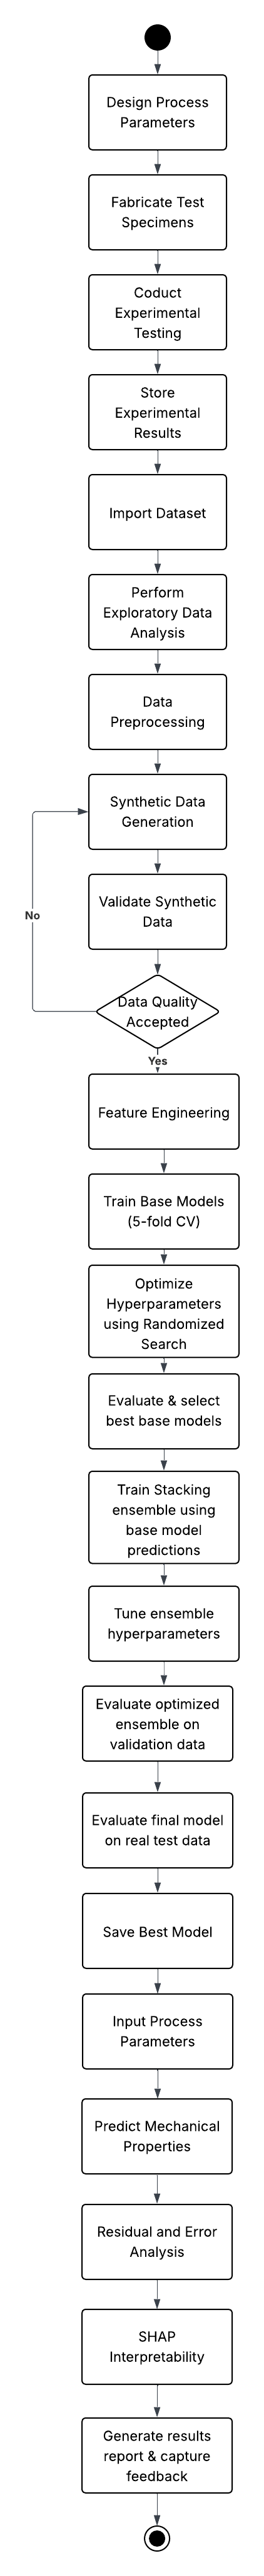 Design Process
Parameters
Fabricate Test
Specimens
Coduct
Experimental
Testing
Store
Experimental
Results
Import Dataset
Perform
Exploratory Data
Analysis
Data
Preprocessing
Synthetic Data
Generation
Validate Synthetic
Data
No
Data Quality
Accepted
Yes
Feature Engineering
Train Base Models
(5-fold CV)
Optimize
Hyperparameters
using Randomized
Search
Evaluate & select
best base models
Train Stacking
ensemble using
base model
predictions
Tune ensemble
hyperparameters
Evaluate optimized
ensemble on
validation data
Evaluate final model
on real test data
Save Best Model
Input Process
Parameters
Predict Mechanical
Properties
Residual and Error
Analysis
SHAP
Interpretability
Generate results
report & capture
feedback